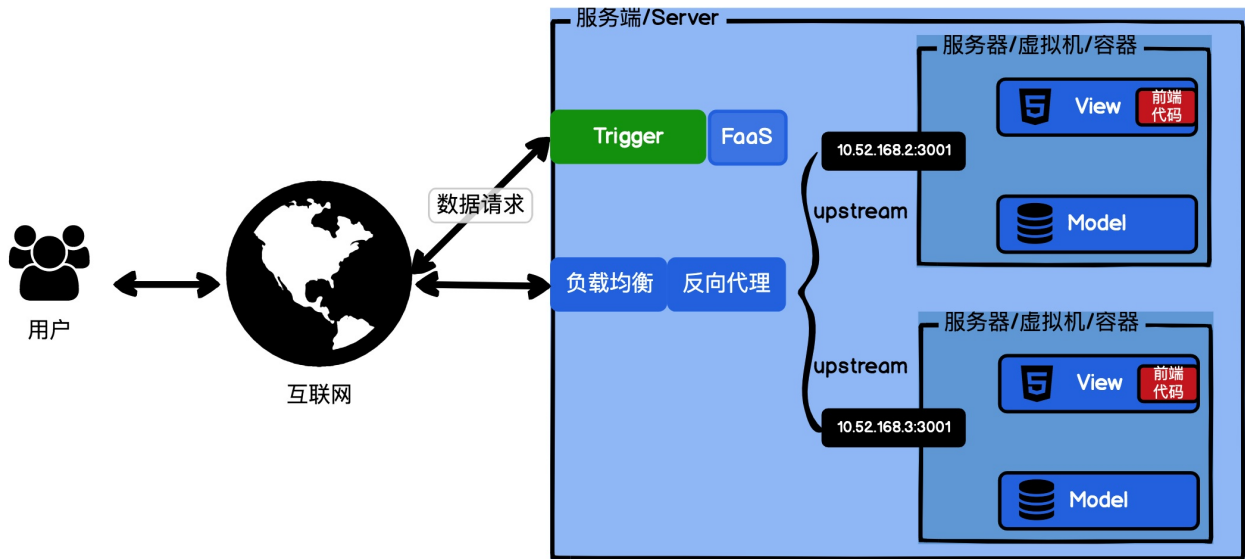 服务端/Server
服务器/虚拟机/容器
View
前端
代码
Trigger
FaaS
10.52.168.2:3001
数据请求
upstream
Model
用户
互联网
负载均衡
反向代理
服务器/虚拟机/容器
upstream
View
前端
代码
10.52.168.3:3001
Model